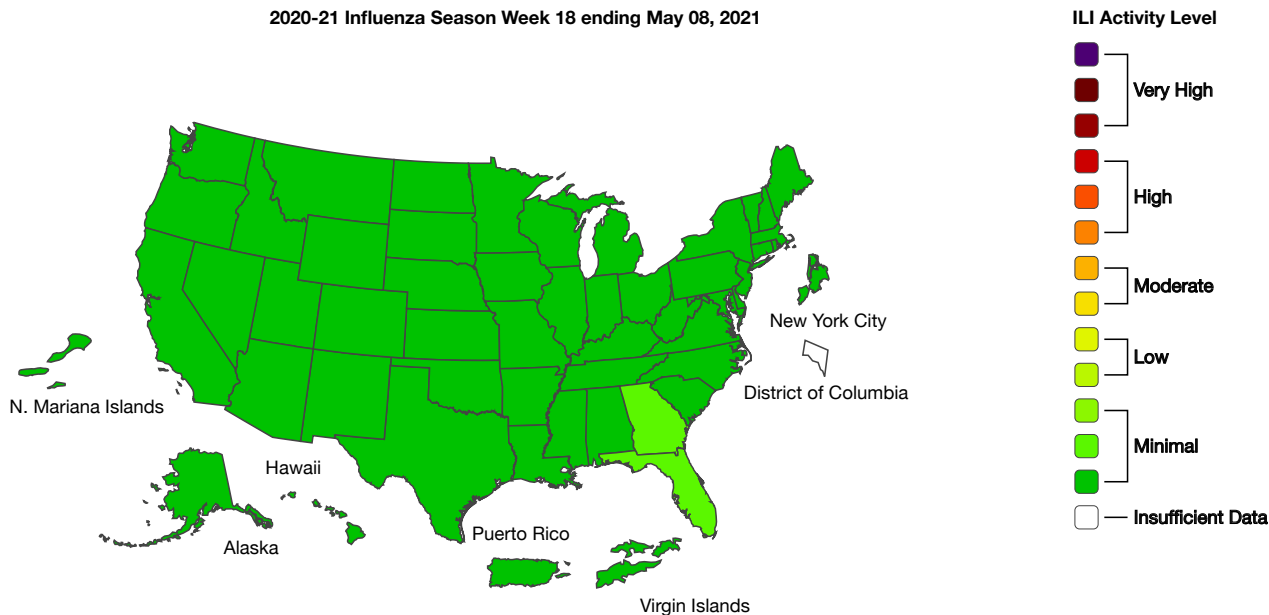 2020-21 Influenza Season Week 18 ending May 08, 2021
ILI Activity Level
Very High
High
Moderate
Low
Minimal
Insufficient Data
New York City
District of Columbia
N. Mariana Islands
Hawaii
Alaska
Puerto Rico
Virgin Islands